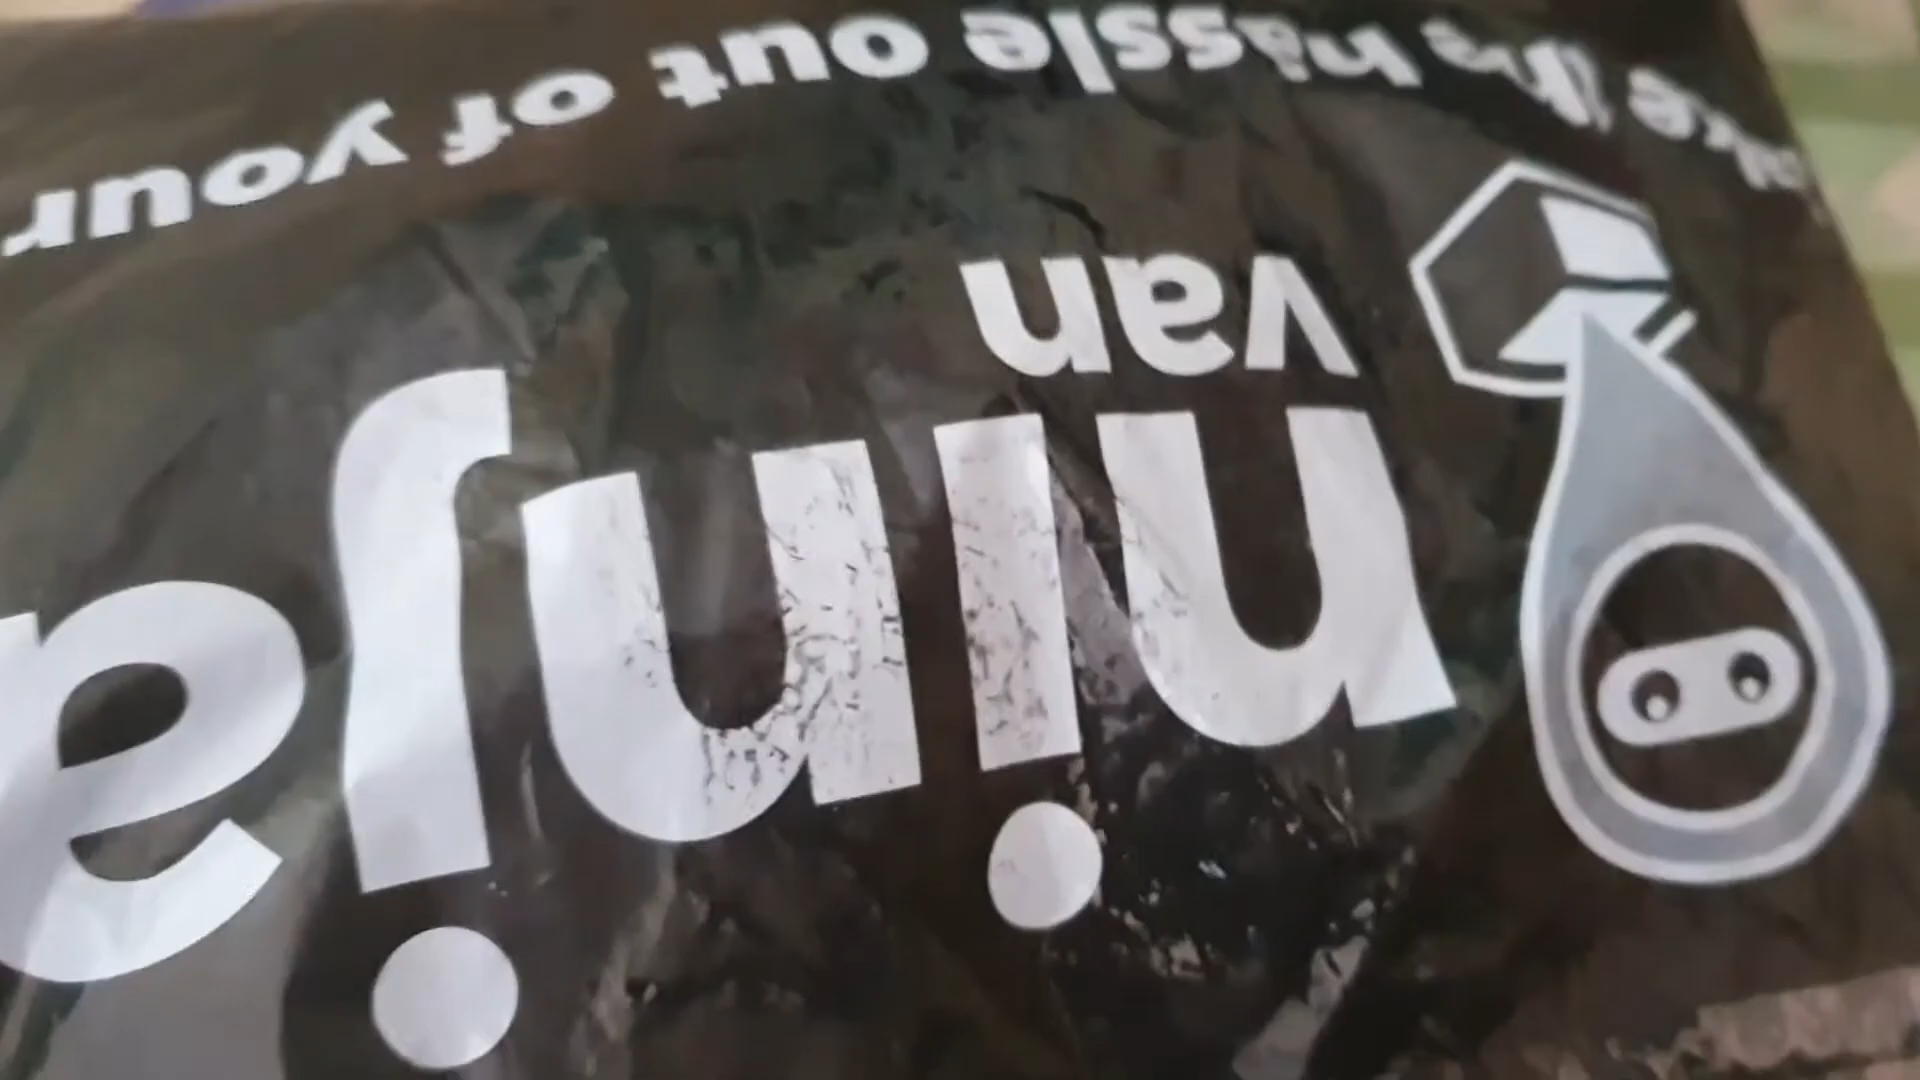 ninja
van
the hassle out of your